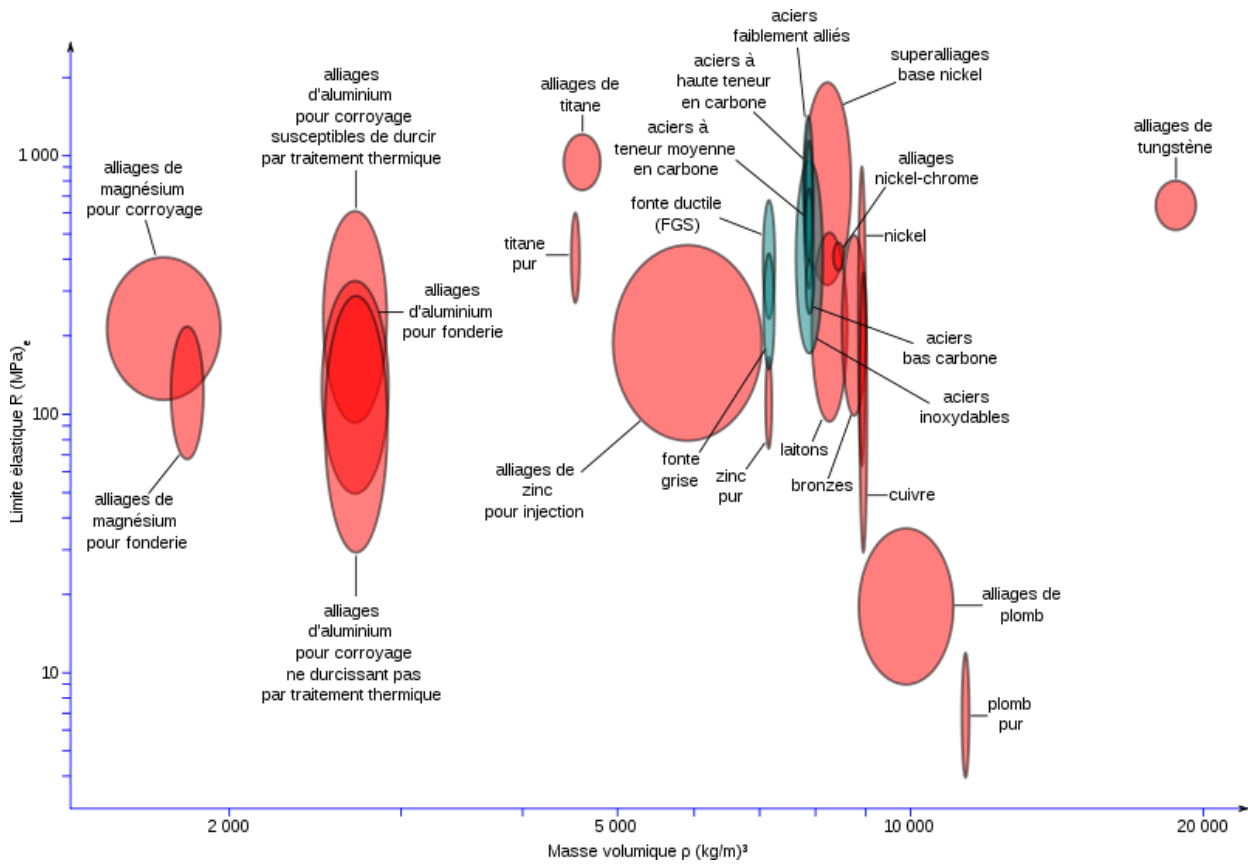 aciers
faiblement alliés
aciers à
haute teneur
en carbone
superalliages
base nickel
alliages
d'aluminium
pour corroyage
susceptibles de durcir
par traitement thermique
alliages de
titane
aciers à
teneur moyenne
en carbone
alliages de
tungstène
1 000
alliages de
magnésium
pour corroyage
alliages
nickel-chrome
fonte ductile
(FGS)
titane
pur
nickel
alliages
d'aluminium
pour fonderie
aciers
bas carbone
Limite élastique R (MPa)e
100
aciers
inoxydables
laitons
fonte
grise
zinc
pur
alliages de
zinc
pour injection
bronzes
cuivre
alliages de
magnésium
pour fonderie
alliages de
plomb
alliages
d'aluminium
pour corroyage
ne durcissant pas
par traitement thermique
10
plomb
pur
2 000
5 000
10 000
20 000
Masse volumique ρ (kg/m)³